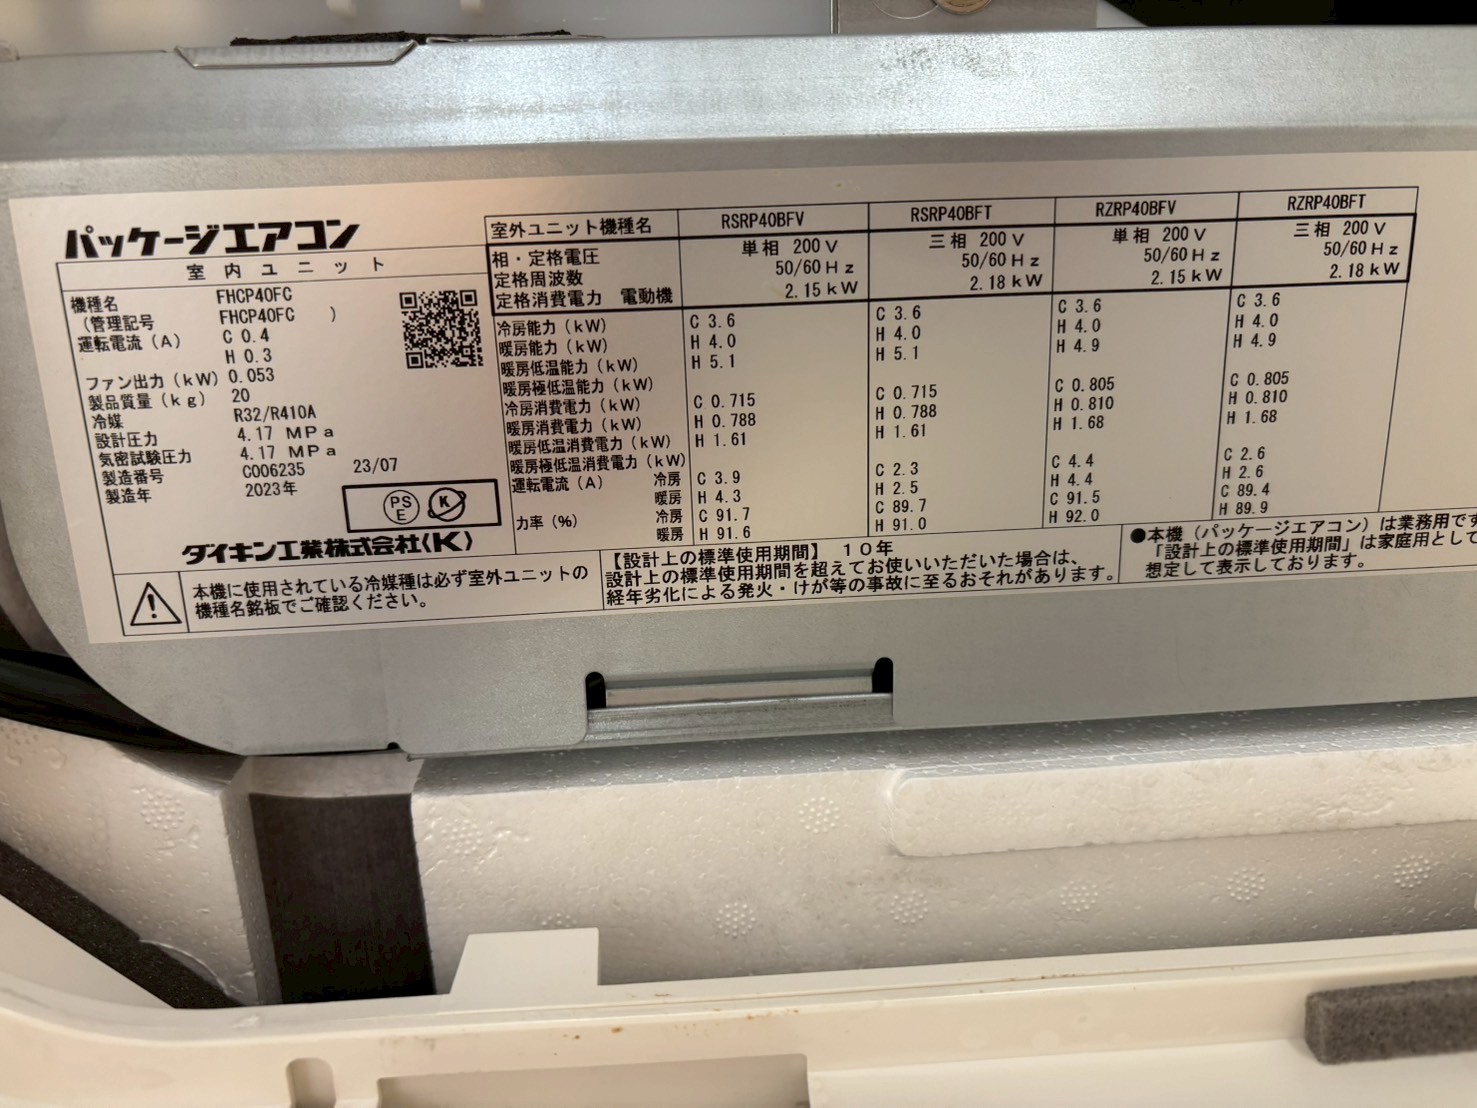 パッケージエアコン
室内ユニット
機種名 FHCP40FC
(管理記号 FHCP40FC )
運転電流(A) C 0.4
H 0.3
ファン出力(kW) 0.053
製品質量(kg) 20
冷媒 R32/R410A
設計圧力 4.17 MPa
気密試験圧力 4.17 MPa
製造番号 C006235 23/07
製造年 2023年
PS
E
K
ダイキン工業株式会社(K)
室外ユニット機種名 RSRP40BFV RSRP40BFT RZRP40BFV RZRP40BFT
相・定格電圧 単相 200V 三相 200V 単相 200V 三相 200V
定格周波数 50/60Hz 50/60Hz 50/60Hz 50/60Hz
定格消費電力 電動機 2.15kW 2.18kW 2.15kW 2.18kW
冷房能力(kW) C 3.6 C 3.6 C 3.6 C 3.6
暖房能力(kW) H 4.0 H 4.0 H 4.0 H 4.0
暖房低温能力(kW) H 5.1 H 5.1 H 4.9 H 4.9
暖房極低温能力(kW)
冷房消費電力(kW) C 0.715 C 0.715 C 0.805 C 0.805
暖房消費電力(kW) H 0.788 H 0.788 H 0.810 H 0.810
暖房低温消費電力(kW) H 1.61 H 1.61 H 1.68 H 1.68
暖房極低温消費電力(kW)
運転電流(A) 冷房 C 3.9 C 2.3 C 4.4 C 2.6
暖房 H 4.3 H 2.5 H 4.4 H 2.6
力率(%) 冷房 C 91.7 C 89.7 C 91.5 C 89.4
暖房 H 91.6 H 91.0 H 92.0 H 89.9
本機に使用されている冷媒種は必ず室外ユニットの
機種名銘板でご確認ください。
【設計上の標準使用期間】 10年
設計上の標準使用期間を超えてお使いいただいた場合は、
経年劣化による発火・けが等の事故に至るおそれがあります。
●本機(パッケージエアコン)は業務用です
「設計上の標準使用期間」は家庭用として
想定して表示しております。